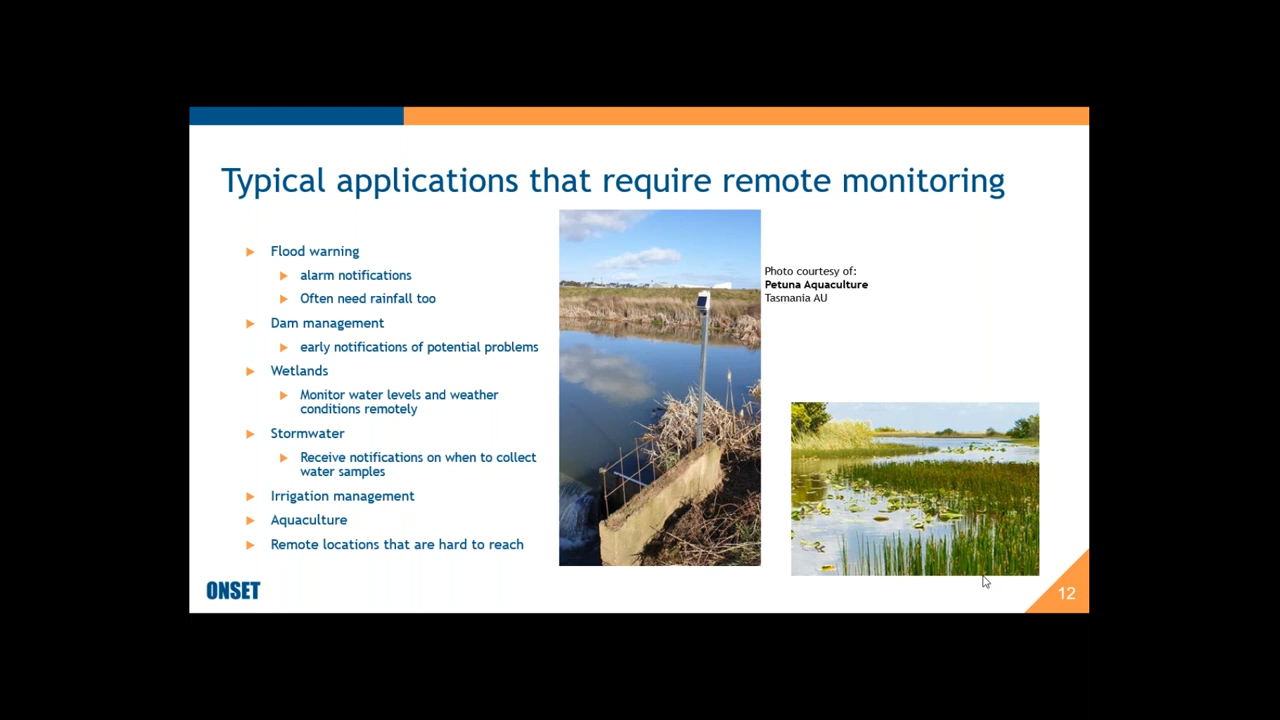 Typical applications that require remote monitoring
Flood warning
alarm notifications
Often need rainfall too
Dam management
early notifications of potential problems
Wetlands
Monitor water levels and weather
conditions remotely
Stormwater
Receive notifications on when to collect
water samples
Irrigation management
Aquaculture
Remote locations that are hard to reach
Photo courtesy of:
Petuna Aquaculture
Tasmania AU
ONSET
12